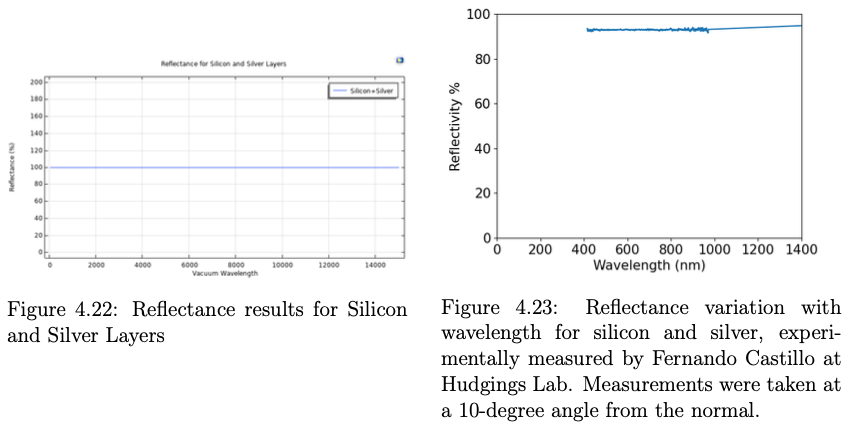 Reflectance for Silicon and Silver Layers
Silicon+Silver
Reflectance (%)
200
180
160
140
120
100
80
60
40
20
0
0 2000 4000 6000 8000 10000 12000 14000
Vacuum Wavelength
Figure 4.22: Reflectance results for Silicon
and Silver Layers
Reflectivity %
100
80
60
40
20
0
0 200 400 600 800 1000 1200 1400
Wavelength (nm)
Figure 4.23: Reflectance variation with
wavelength for silicon and silver, experi-
mentally measured by Fernando Castillo at
Hudgings Lab. Measurements were taken at
a 10-degree angle from the normal.